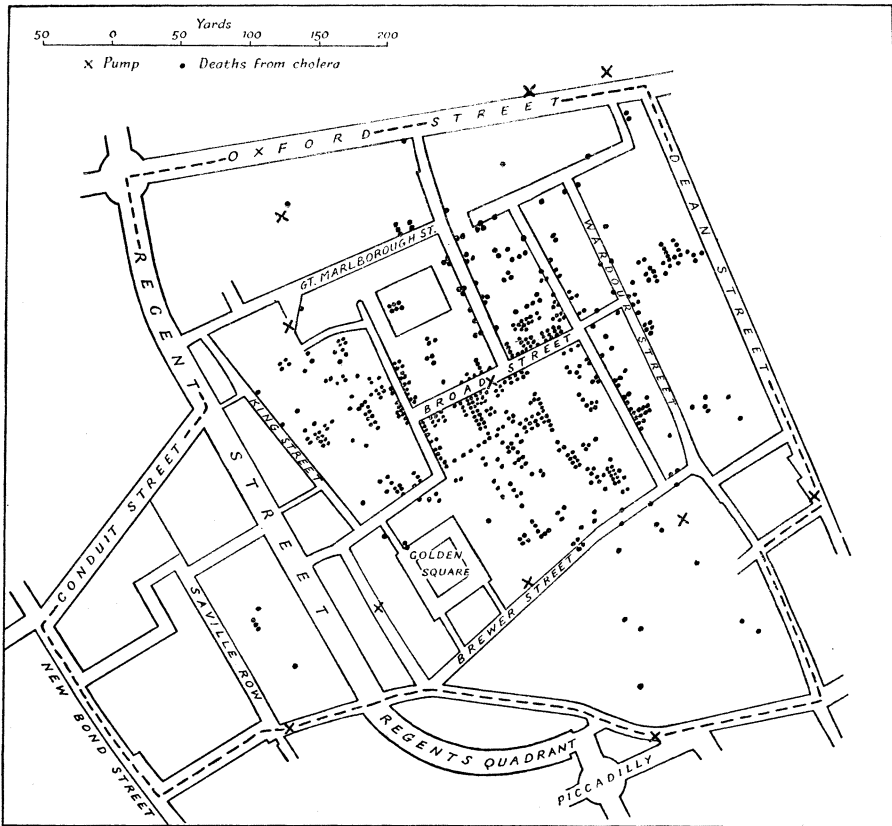 Yards
50 0 50 100 150 200
x Pump • Deaths from cholera
OXFORD STREET
DEAN STREET
REGENT STREET
GT. MARLBOROUGH ST.
WARDOUR STREET
BROAD STREET
KING STREET
CONDUIT STREET
GOLDEN SQUARE
BREWER STREET
SAVILLE ROW
NEW BOND STREET
REGENTS QUADRANT
PICCADILLY